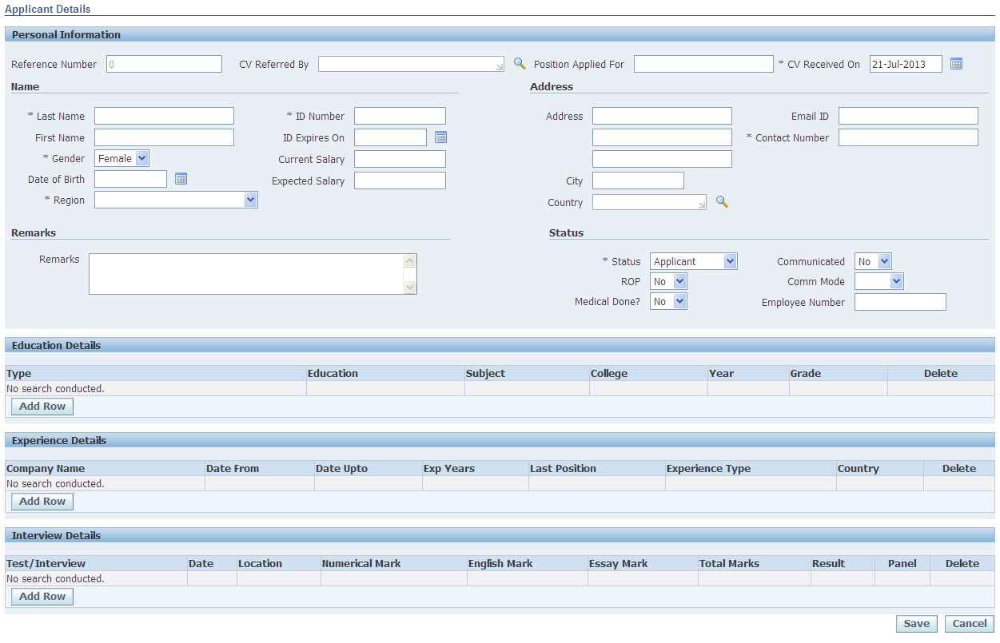 Applicant Details
Personal Information
Reference Number 0 CV Referred By Position Applied For * CV Received On 21-Jul-2013
Name Address
* Last Name * ID Number Address Email ID
First Name ID Expires On * Contact Number
* Gender Female Current Salary
Date of Birth Expected Salary City
* Region Country
Remarks Status
Remarks * Status Applicant Communicated No
ROP No Comm Mode
Medical Done? No Employee Number
Education Details
Type Education Subject College Year Grade Delete
No search conducted.
Add Row
Experience Details
Company Name Date From Date Upto Exp Years Last Position Experience Type Country Delete
No search conducted.
Add Row
Interview Details
Test/Interview Date Location Numerical Mark English Mark Essay Mark Total Marks Result Panel Delete
No search conducted.
Add Row
Save Cancel